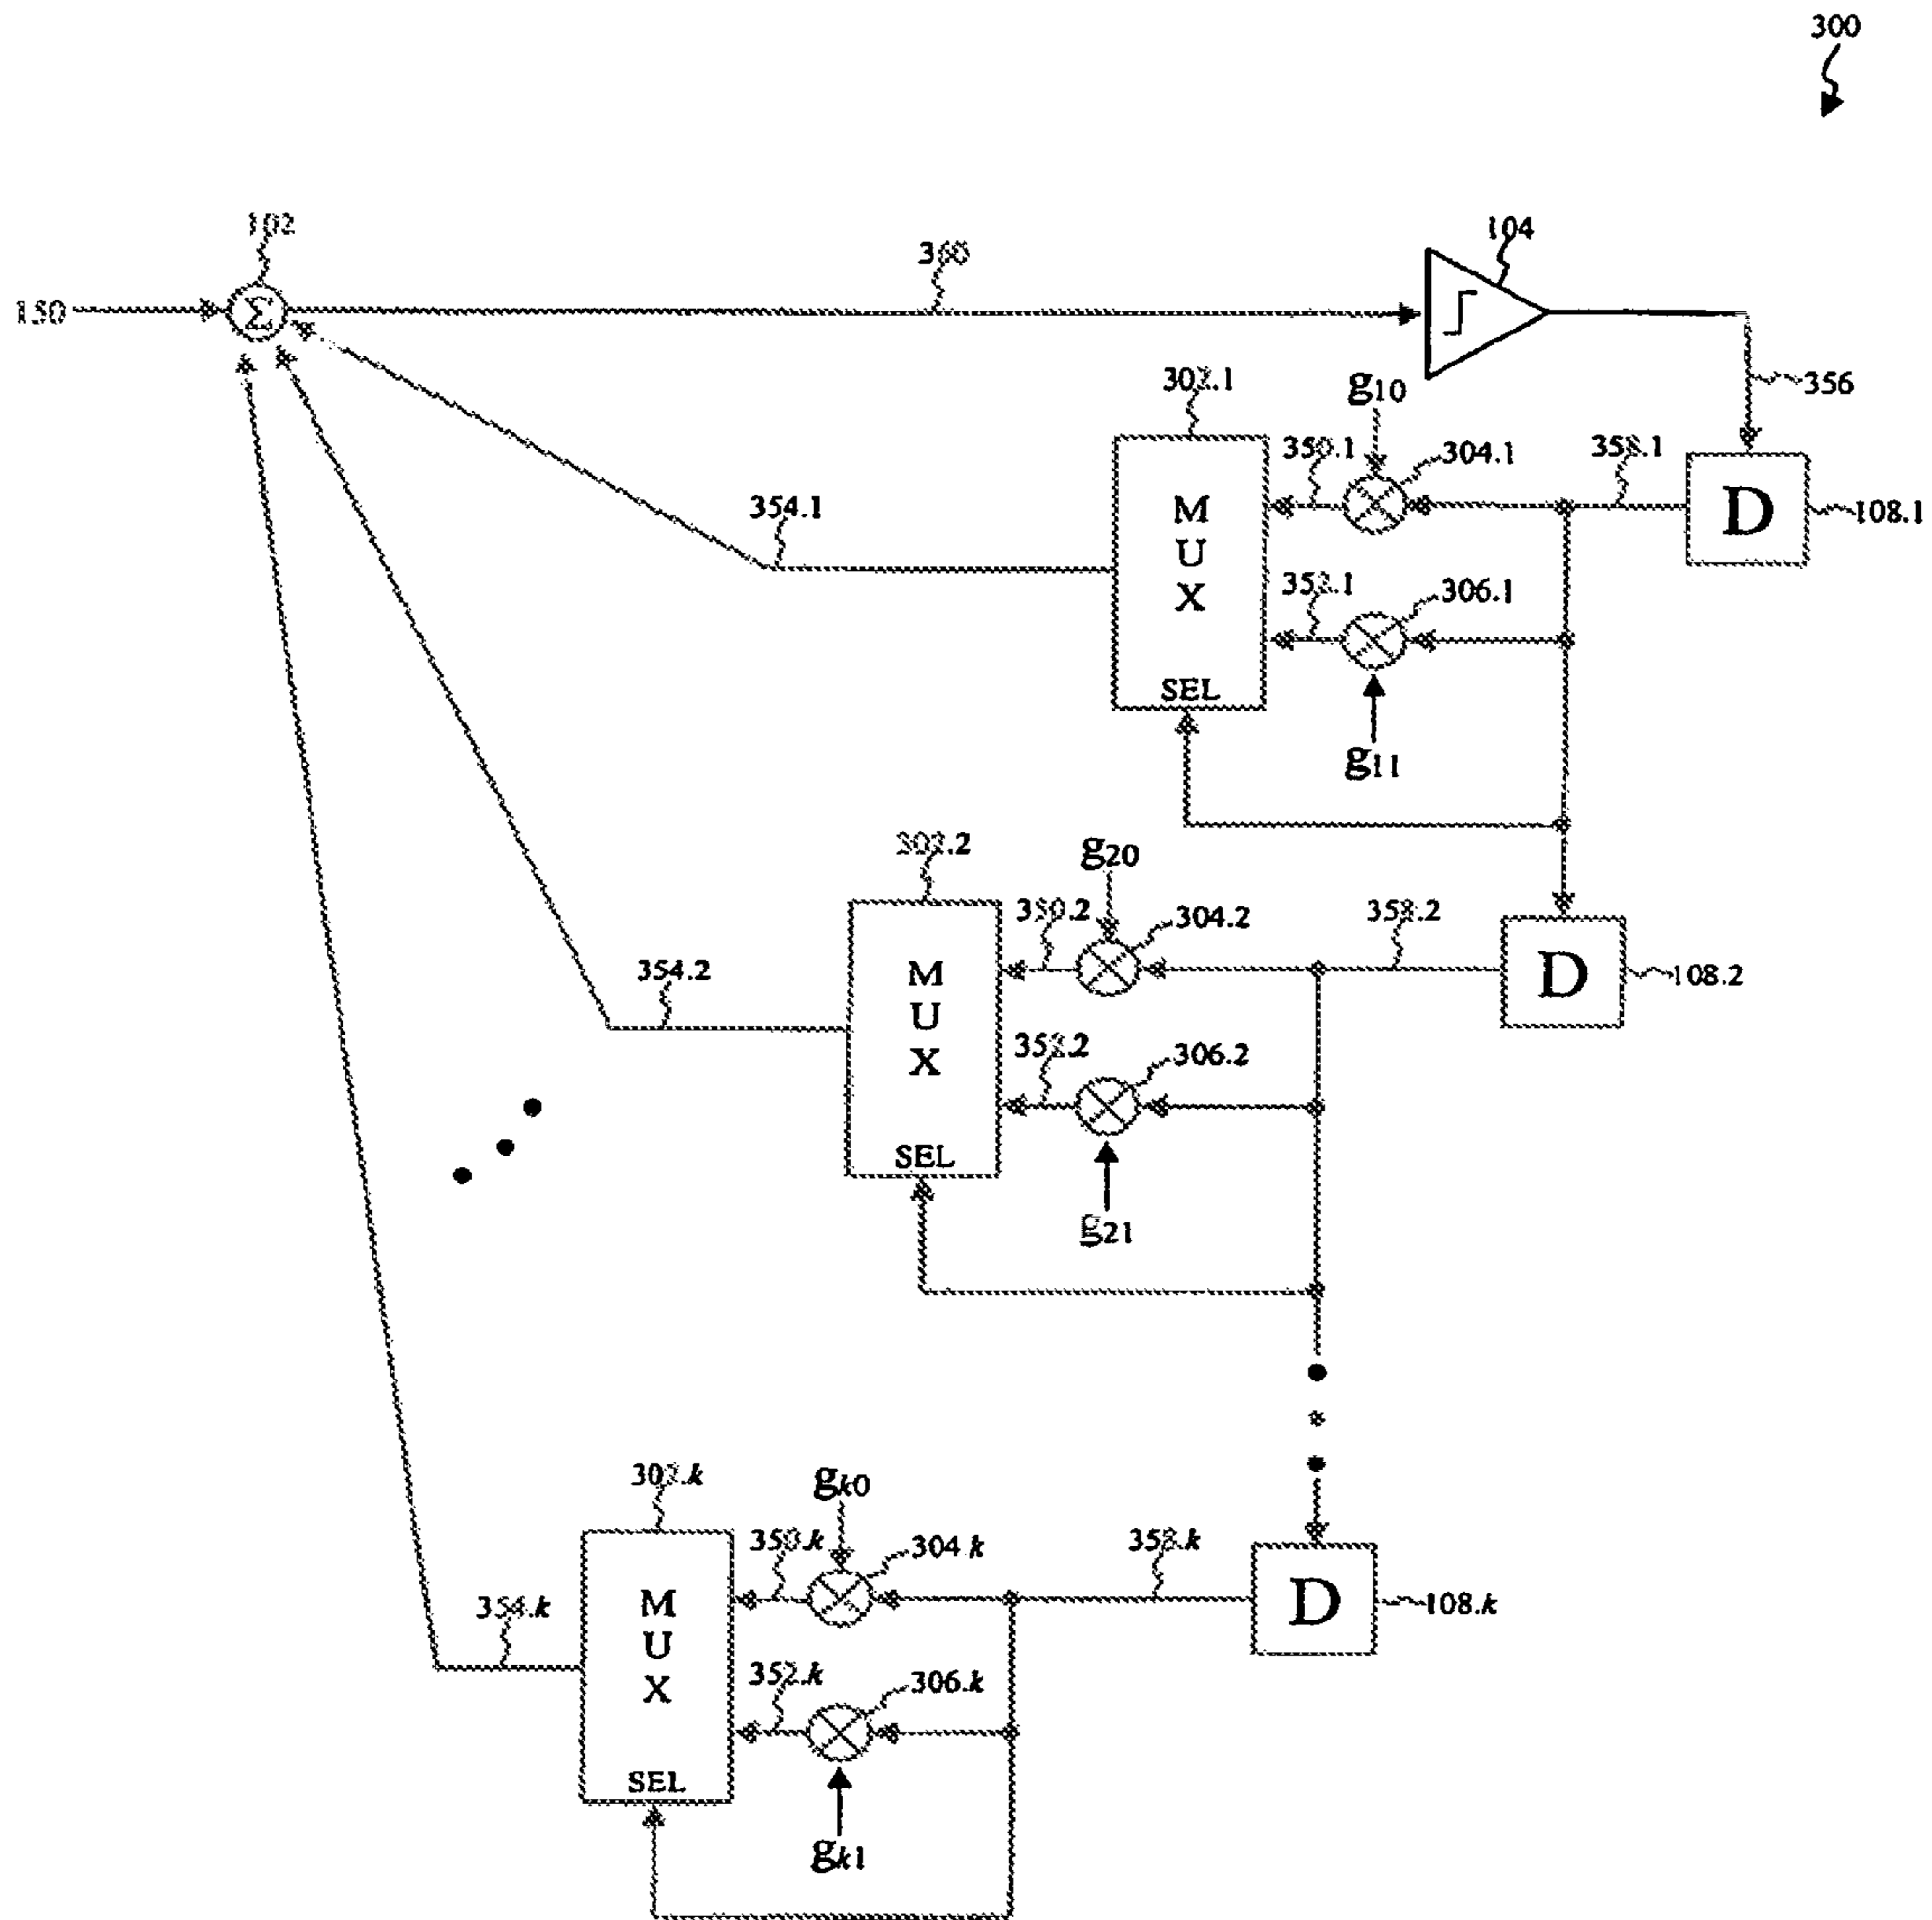 300
102
360
104
150
356
302.1
g10
350.1
304.1
358.1
M
U
X
D
108.1
354.1
352.1
306.1
SEL
g11
302.2
g20
350.2
304.2
358.2
M
U
X
D
108.2
354.2
352.2
306.2
SEL
g21
302.k
gk0
350.k
304.k
358.k
M
U
X
D
108.k
354.k
352.k
306.k
SEL
gk1
Σ